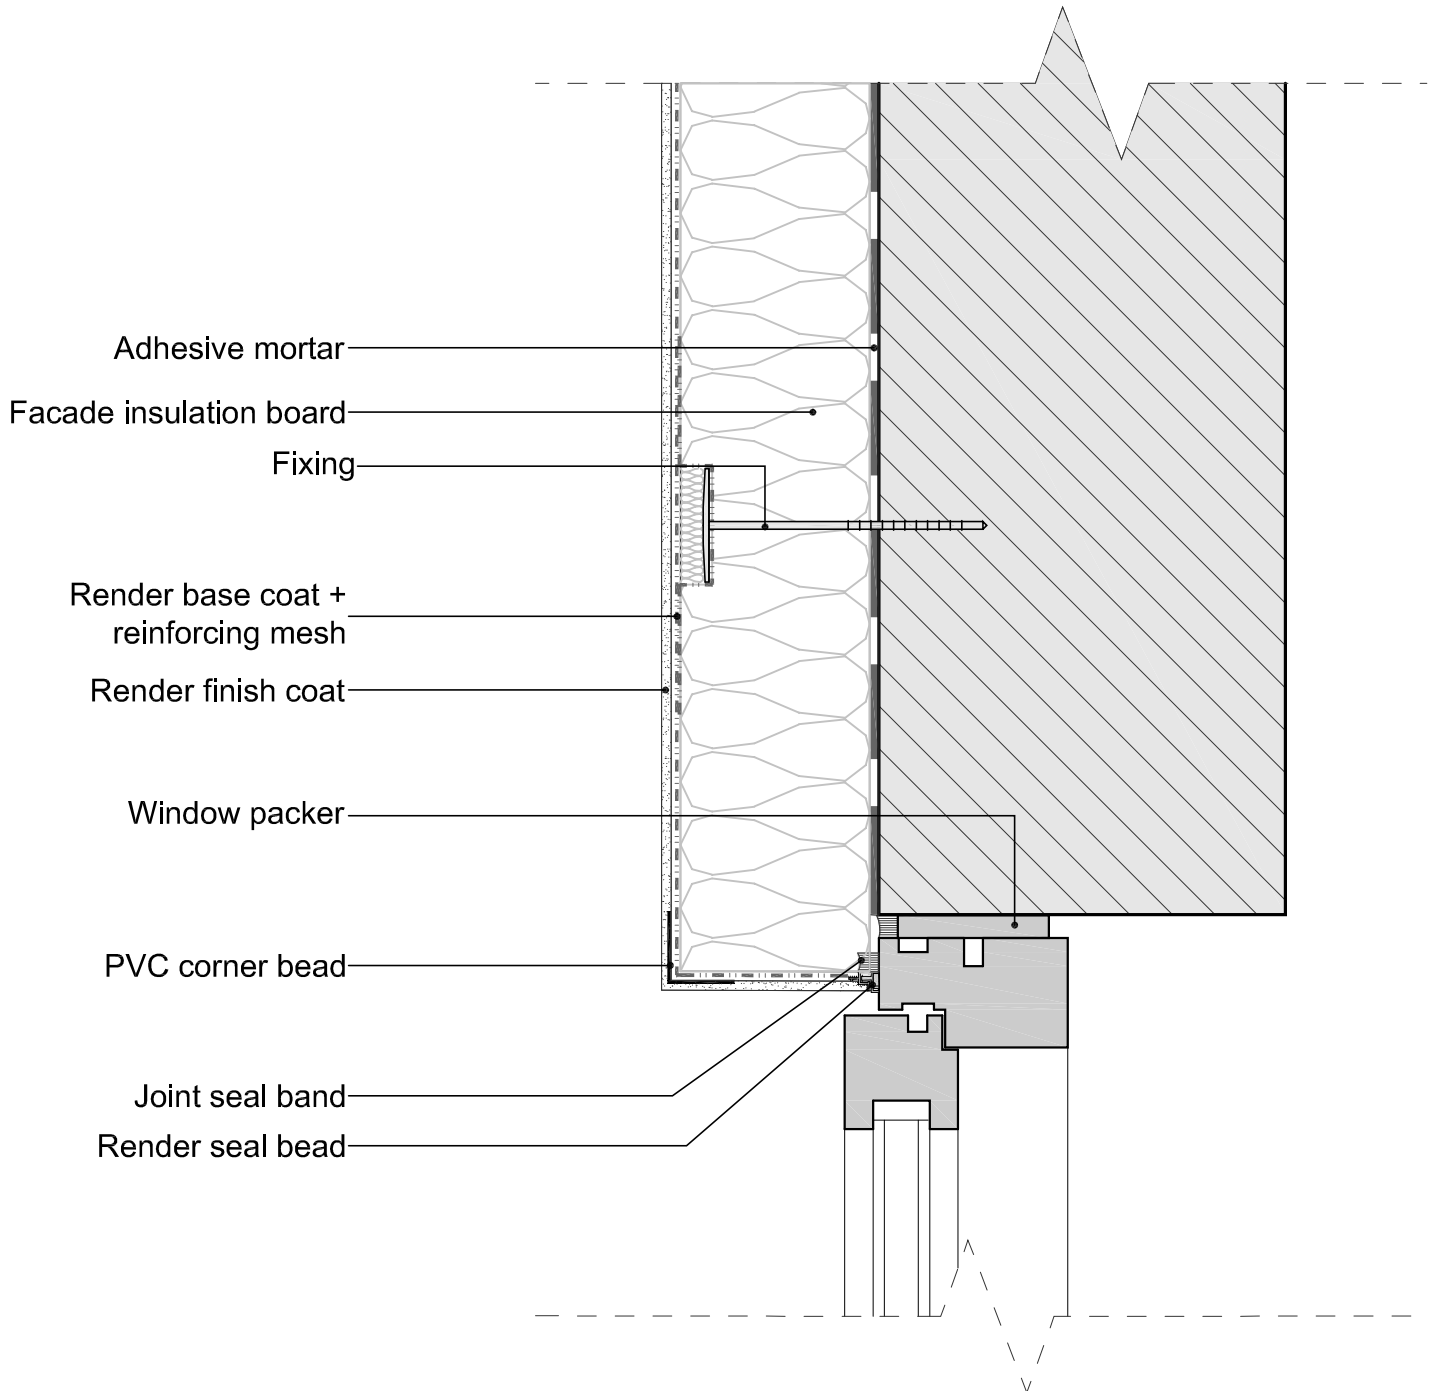 Adhesive mortar
Facade insulation board
Fixing
Render base coat +
reinforcing mesh
Render finish coat
Window packer
PVC corner bead
Joint seal band
Render seal bead